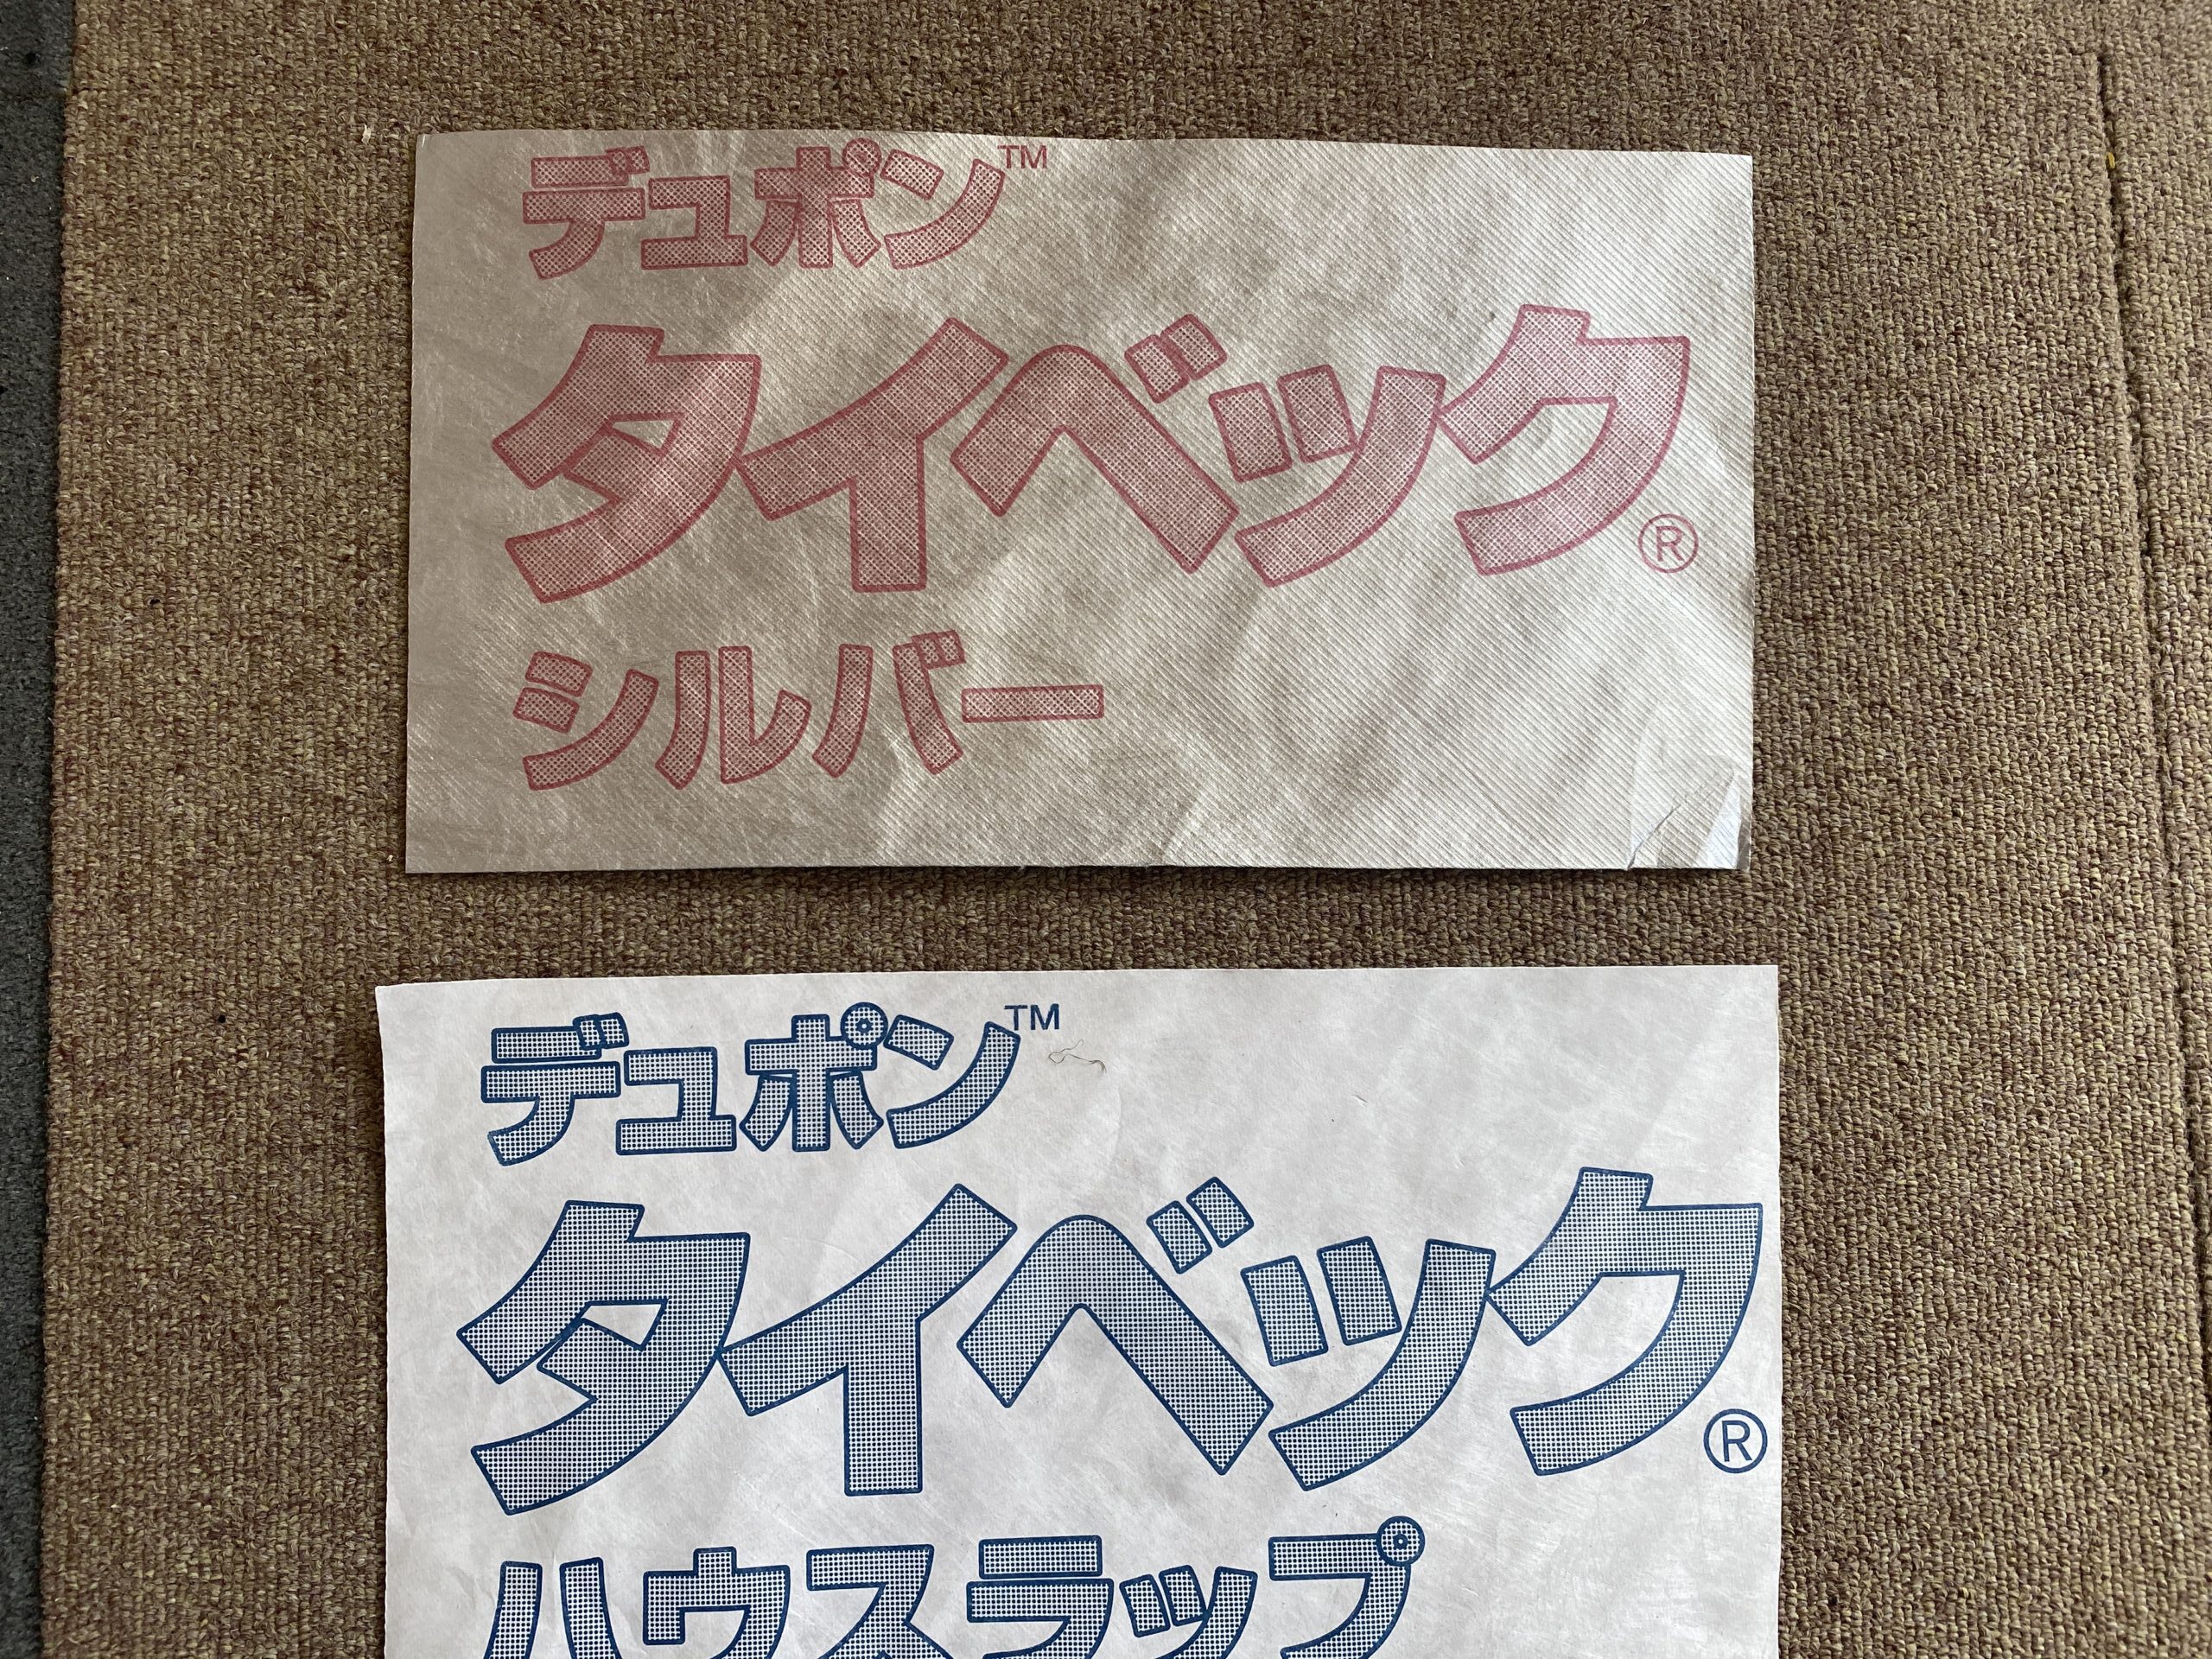 デュポン™
タイベック®
シルバー
デュポン™
タイベック®
ハウスラップ